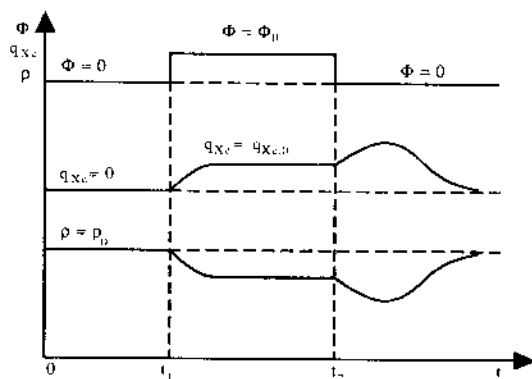 Φ
q_Xe
ρ
Φ = Φ_0
Φ = 0
Φ = 0
q_Xe = q_Xe,0
q_Xe = 0
ρ = ρ_0
0
t_1
t_2
t